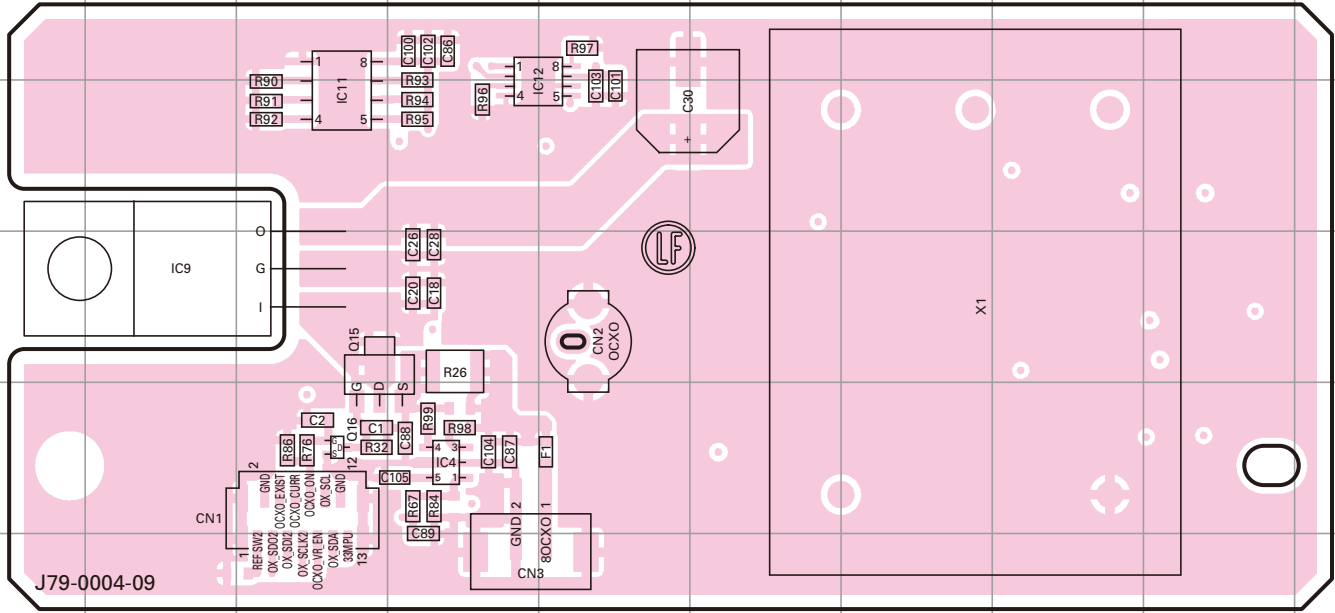 C100
C102
C86
R97
1
8
1
8
R90
R91
R92
IC11
R93
R94
R95
4
5
R96
IC12
4
5
C103
C101
C30
+
O
G
I
IC9
C26
C28
C20
C18
LF
X1
Q15
G
D
S
R26
CN2
OCXO
C2
Q16
C1
C88
R99
R98
R86
R76
G
D
S
R32
4
3
IC4
5
1
C104
C87
F1
C105
2
12
GND
OCXO_EXIST
OCXO_CURR
OCXO_ON
OX_SCL
GND
CN1
R67
R84
C89
1
REF SW2
OX_SDO2
OX_SDI2
OX_SCLK2
OCXO_VR_EN
OX_SDA
33MPU
13
GND 2
8OCXO 1
CN3
J79-0004-09